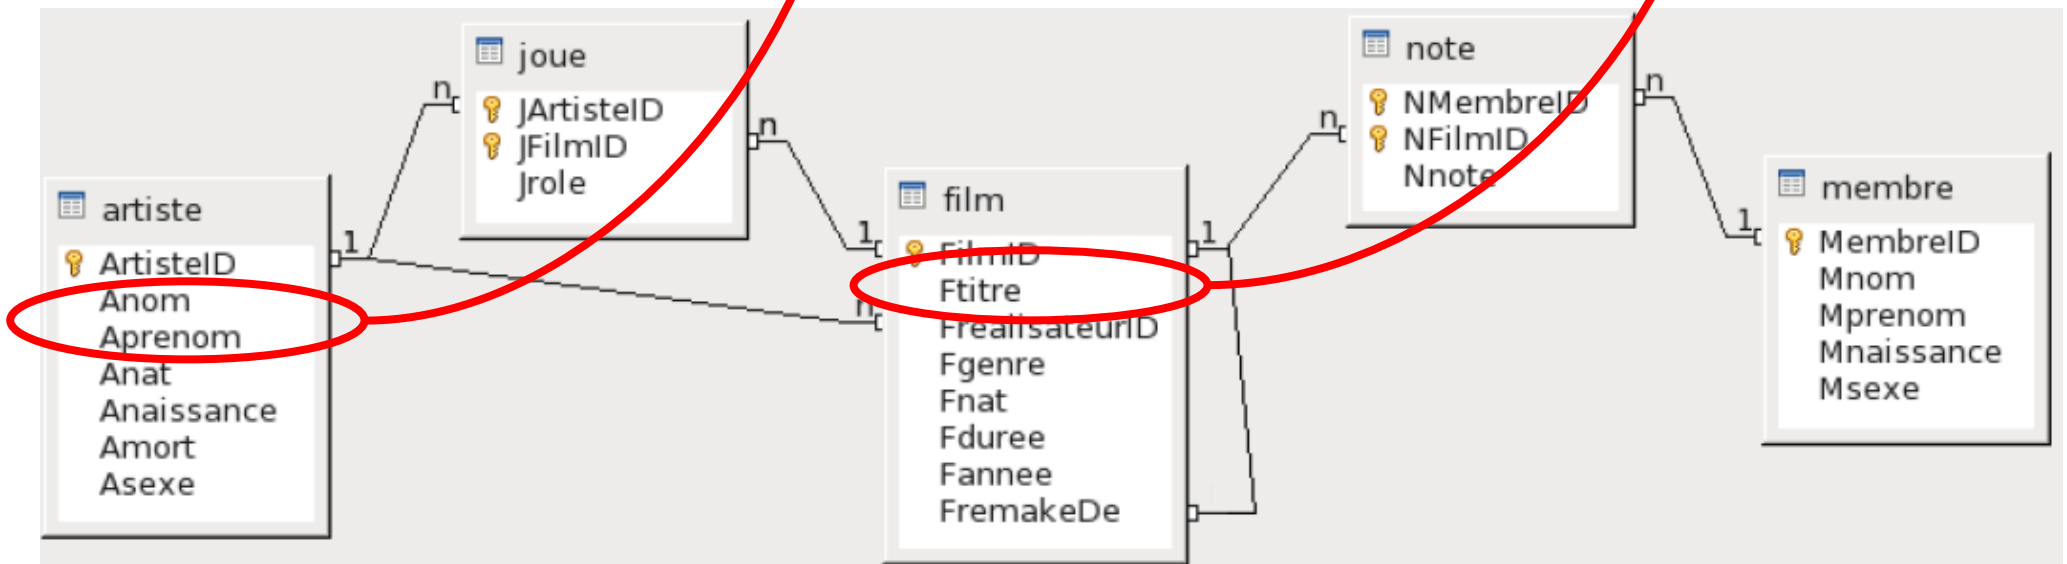 joue
n
JArtisteID
JFilmID
Jrole
n
artiste
1
ArtisteID
Anom
Aprenom
Anat
Anaissance
Amort
Asexe
film
1
1
FilmID
Ftitre
n
FrealisateurID
Fgenre
Fnat
Fduree
Fannee
FremakeDe
note
n
n
NMembreID
NFilmID
Nnote
membre
1
MembreID
Mnom
Mprenom
Mnaissance
Msexe